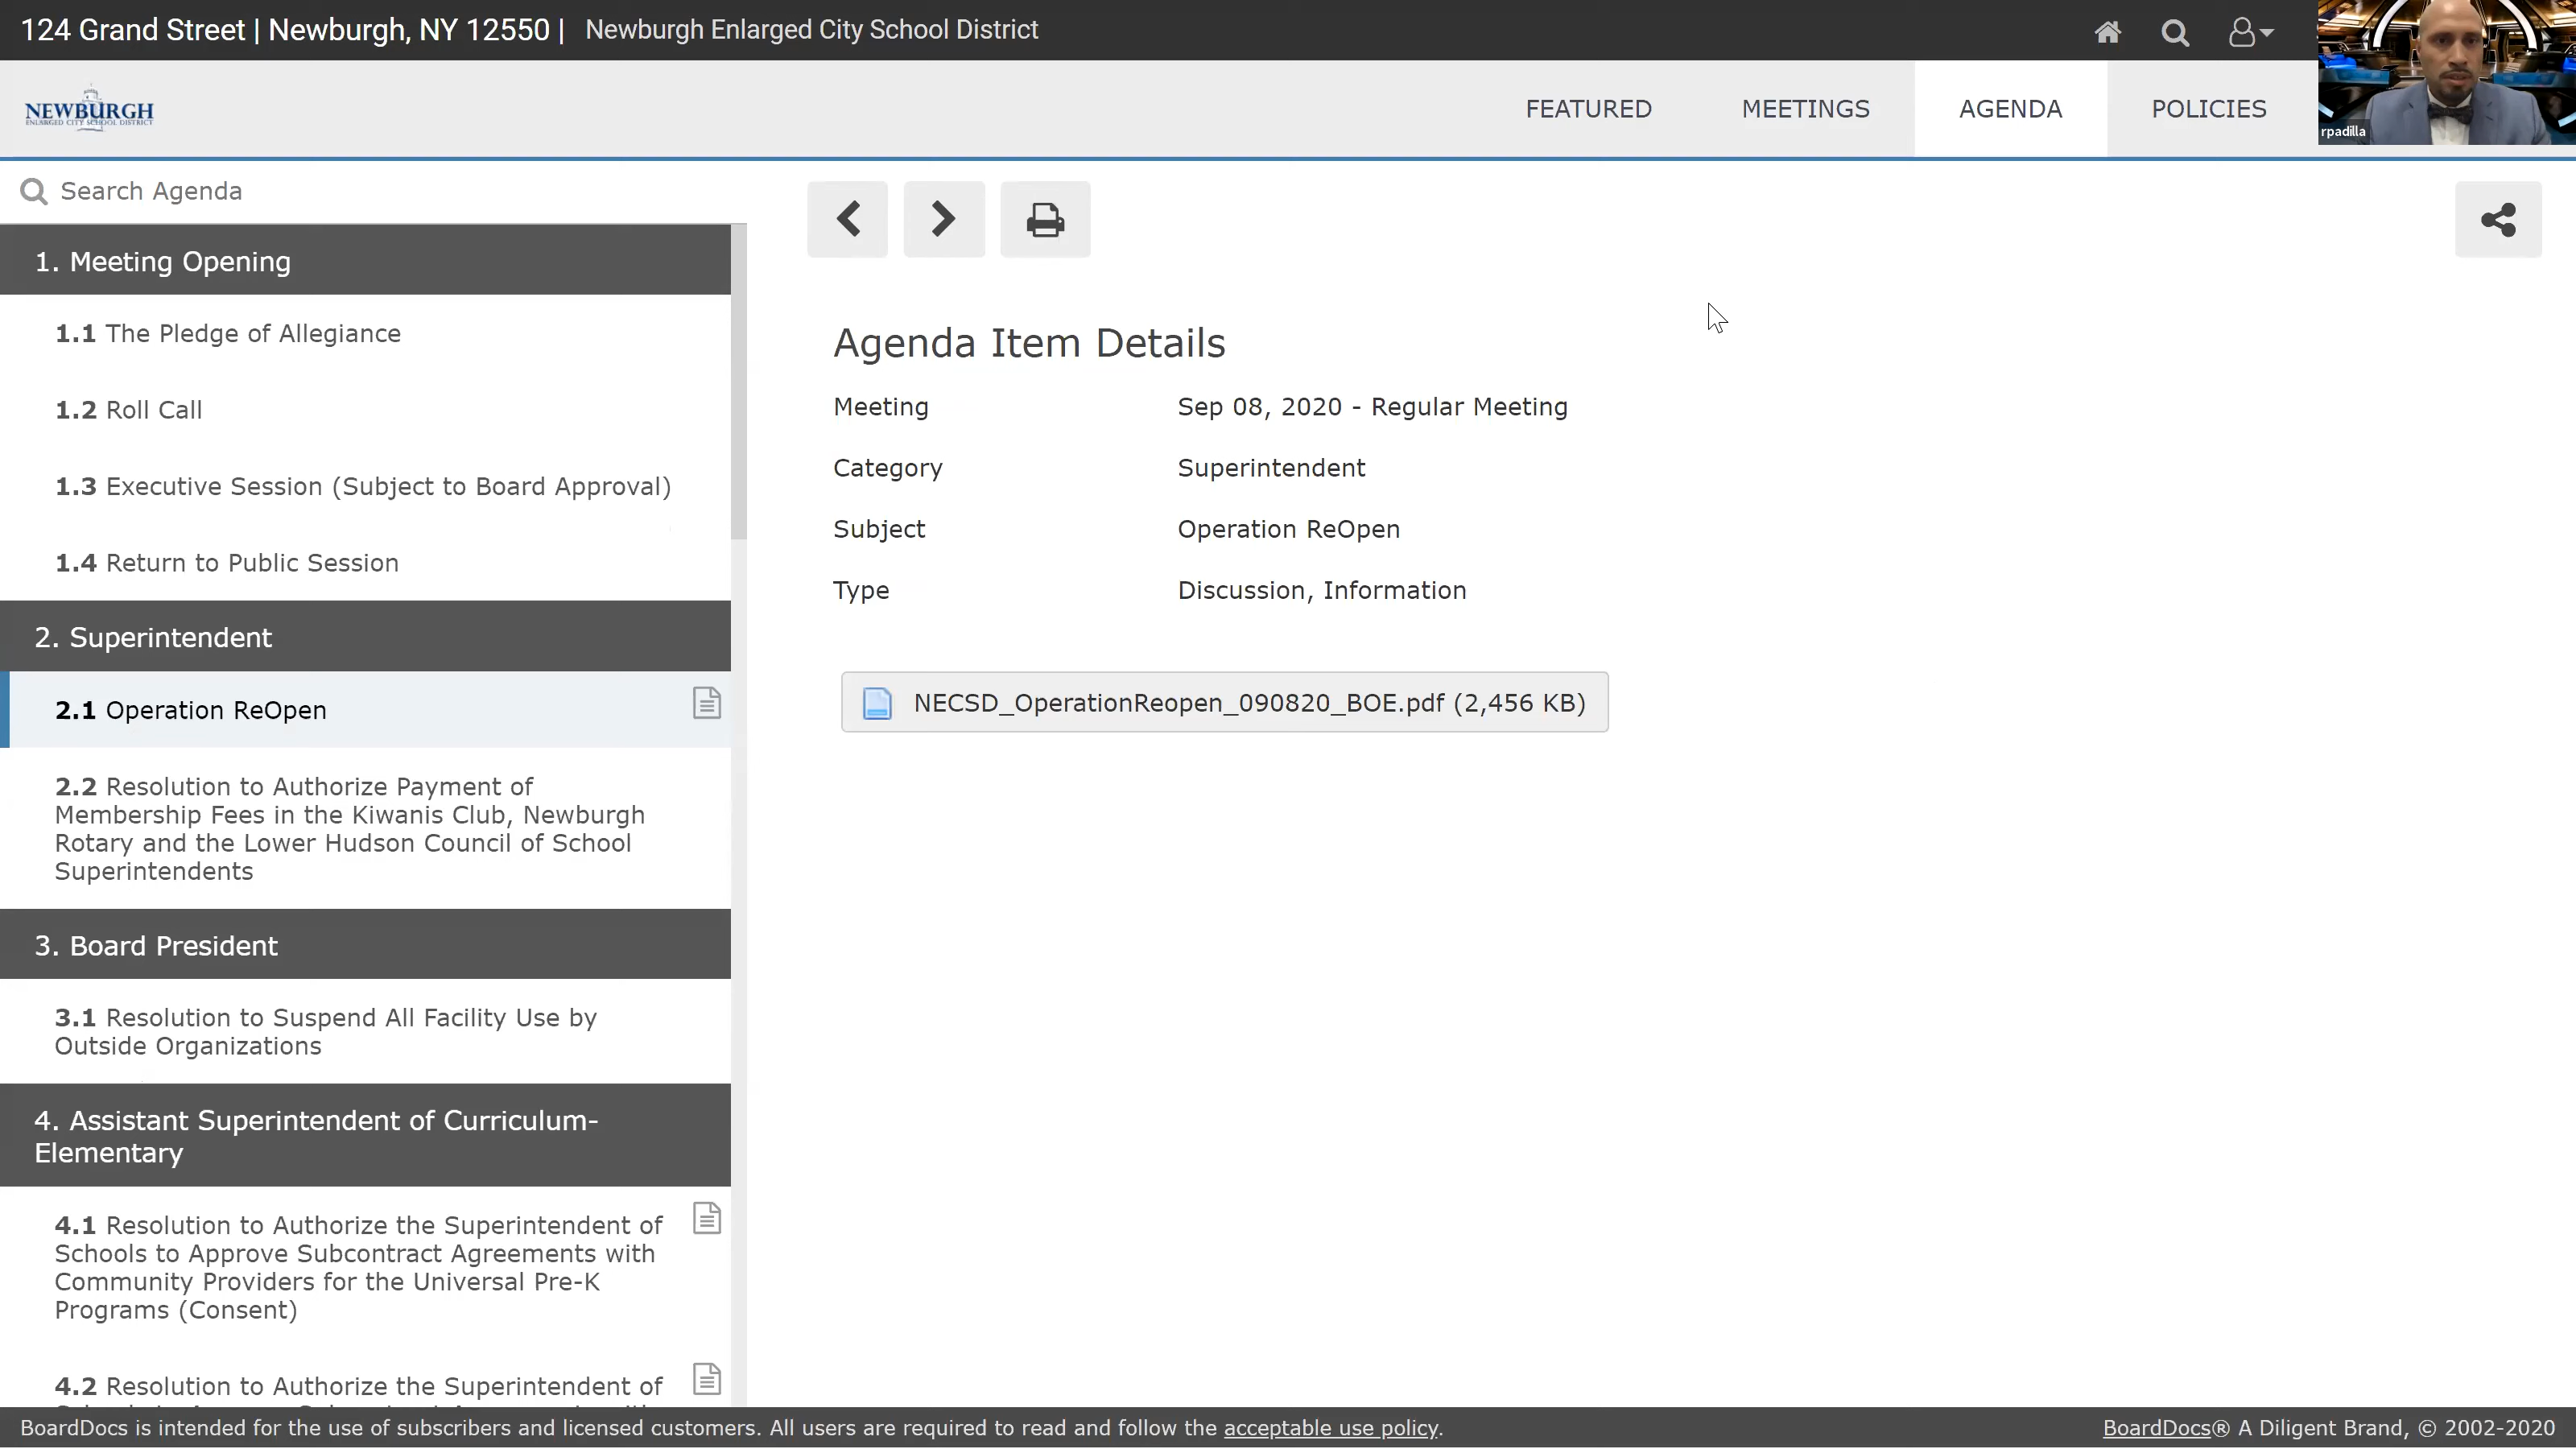 124 Grand Street | Newburgh, NY 12550 | Newburgh Enlarged City School District
rpadilla
NEWBURGH
ENLARGED CITY SCHOOL DISTRICT
FEATURED
MEETINGS
AGENDA
POLICIES
Search Agenda
1. Meeting Opening
1.1 The Pledge of Allegiance
1.2 Roll Call
1.3 Executive Session (Subject to Board Approval)
1.4 Return to Public Session
2. Superintendent
2.1 Operation ReOpen
2.2 Resolution to Authorize Payment of
Membership Fees in the Kiwanis Club, Newburgh
Rotary and the Lower Hudson Council of School
Superintendents
3. Board President
3.1 Resolution to Suspend All Facility Use by
Outside Organizations
4. Assistant Superintendent of Curriculum-
Elementary
4.1 Resolution to Authorize the Superintendent of
Schools to Approve Subcontract Agreements with
Community Providers for the Universal Pre-K
Programs (Consent)
4.2 Resolution to Authorize the Superintendent of
Agenda Item Details
Meeting Sep 08, 2020 - Regular Meeting
Category Superintendent
Subject Operation ReOpen
Type Discussion, Information
NECSD_OperationReopen_090820_BOE.pdf (2,456 KB)
BoardDocs is intended for the use of subscribers and licensed customers. All users are required to read and follow the acceptable use policy.
BoardDocs® A Diligent Brand, © 2002-2020